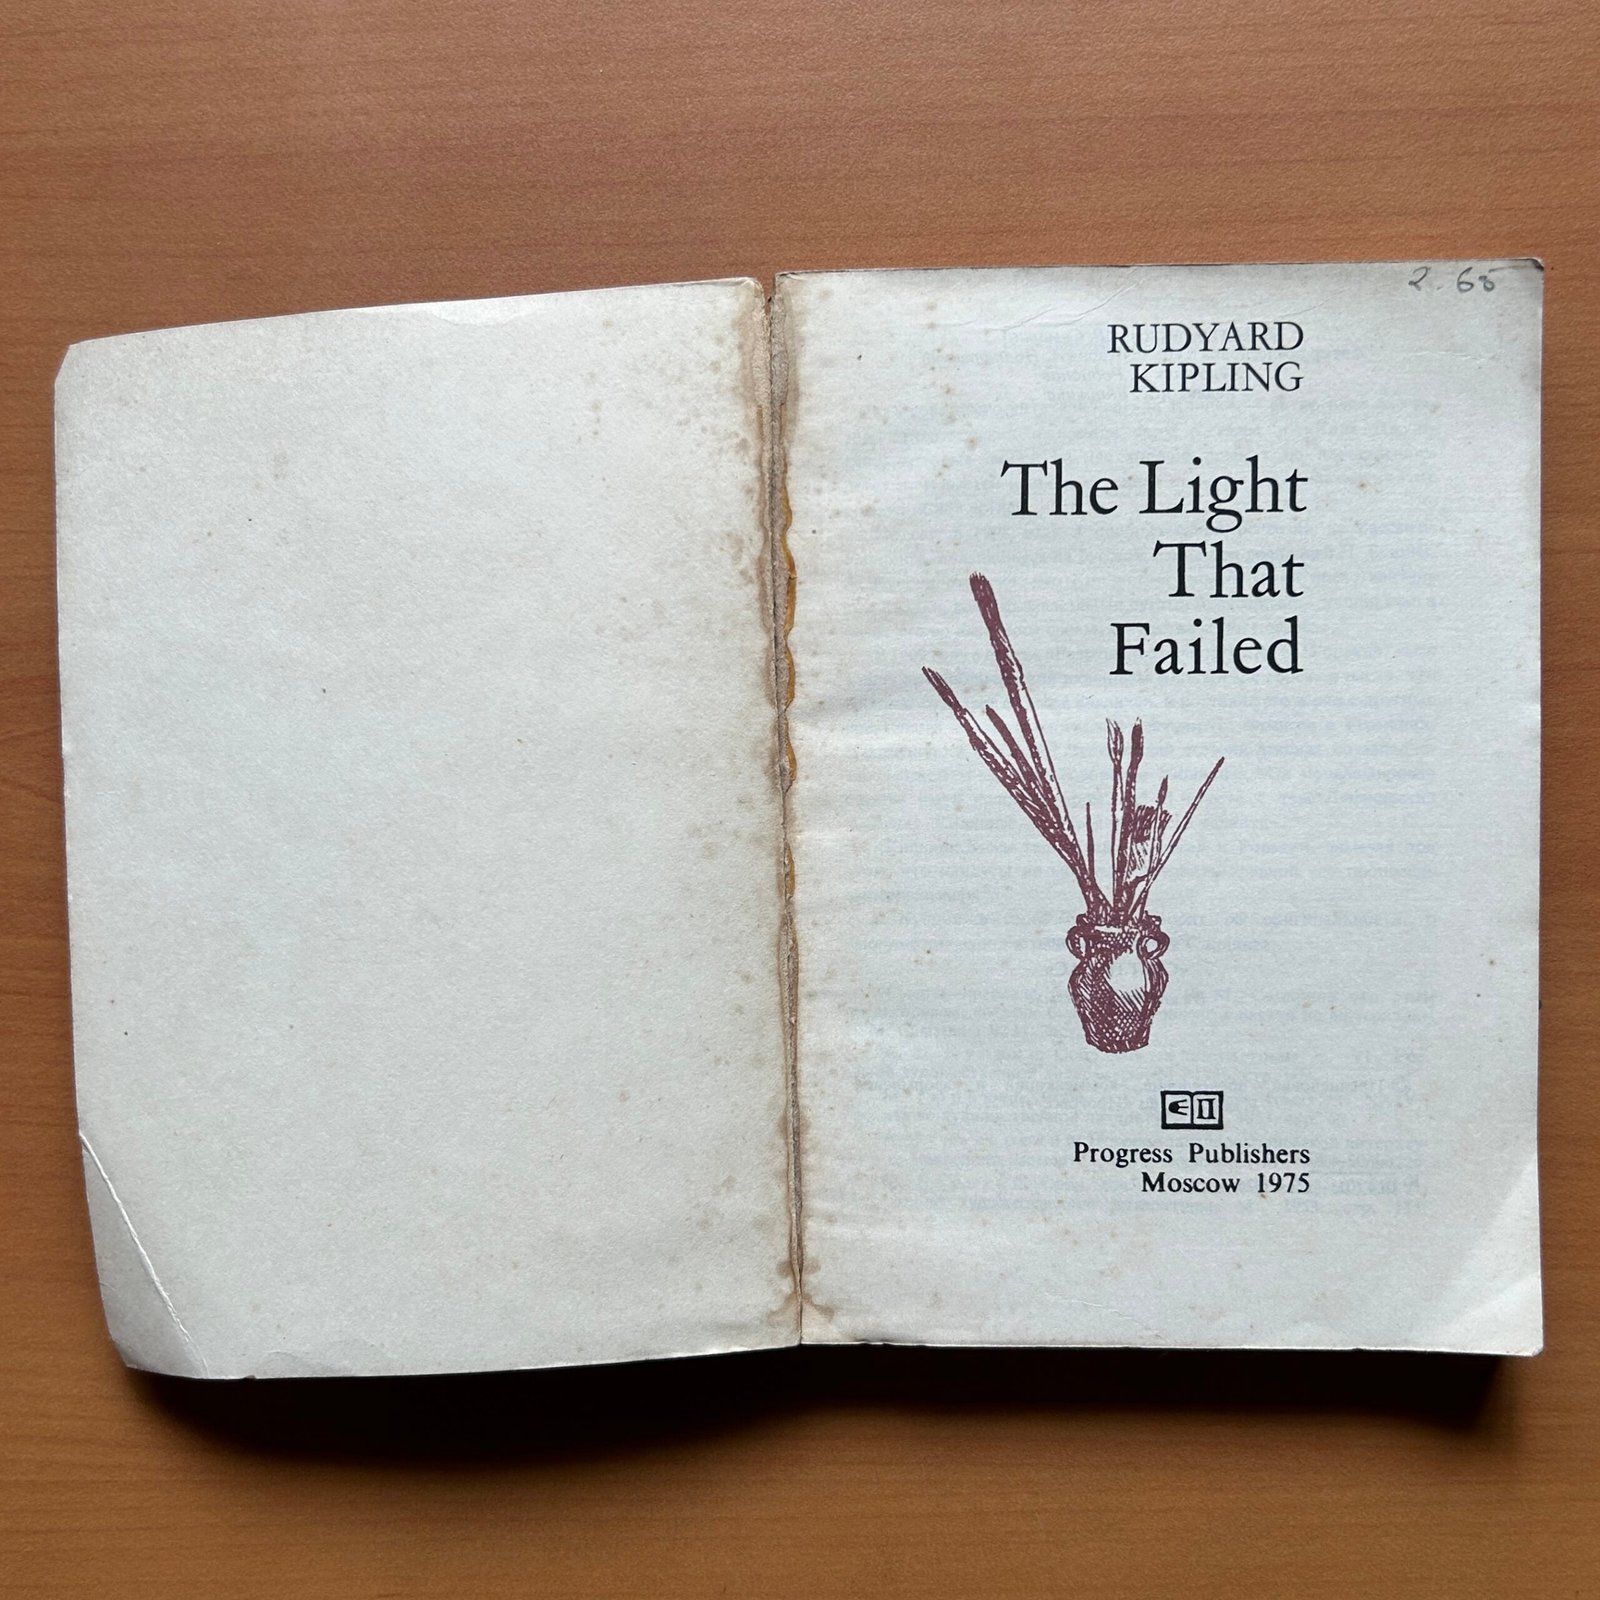 2.65
RUDYARD
KIPLING
The Light
That
Failed
Progress Publishers
Moscow 1975